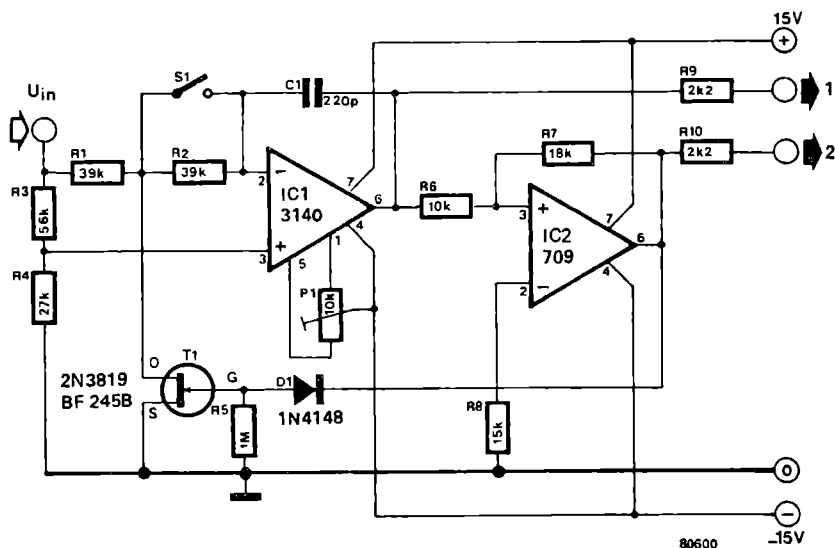 15V
+
S1
C1
220p
R9
2k2
1
Uin
R1
39k
R2
39k
R7
18k
R10
2k2
2
R3
56k
2
−
IC1
3140
7
6
R6
10k
3
+
IC2
709
7
6
3
+
4
1
5
2
−
4
R4
27k
P1
10k
D
T1
G
D1
2N3819
BF 245B
S
R5
1M
1N4148
R8
15k
0
−
−15V
80600